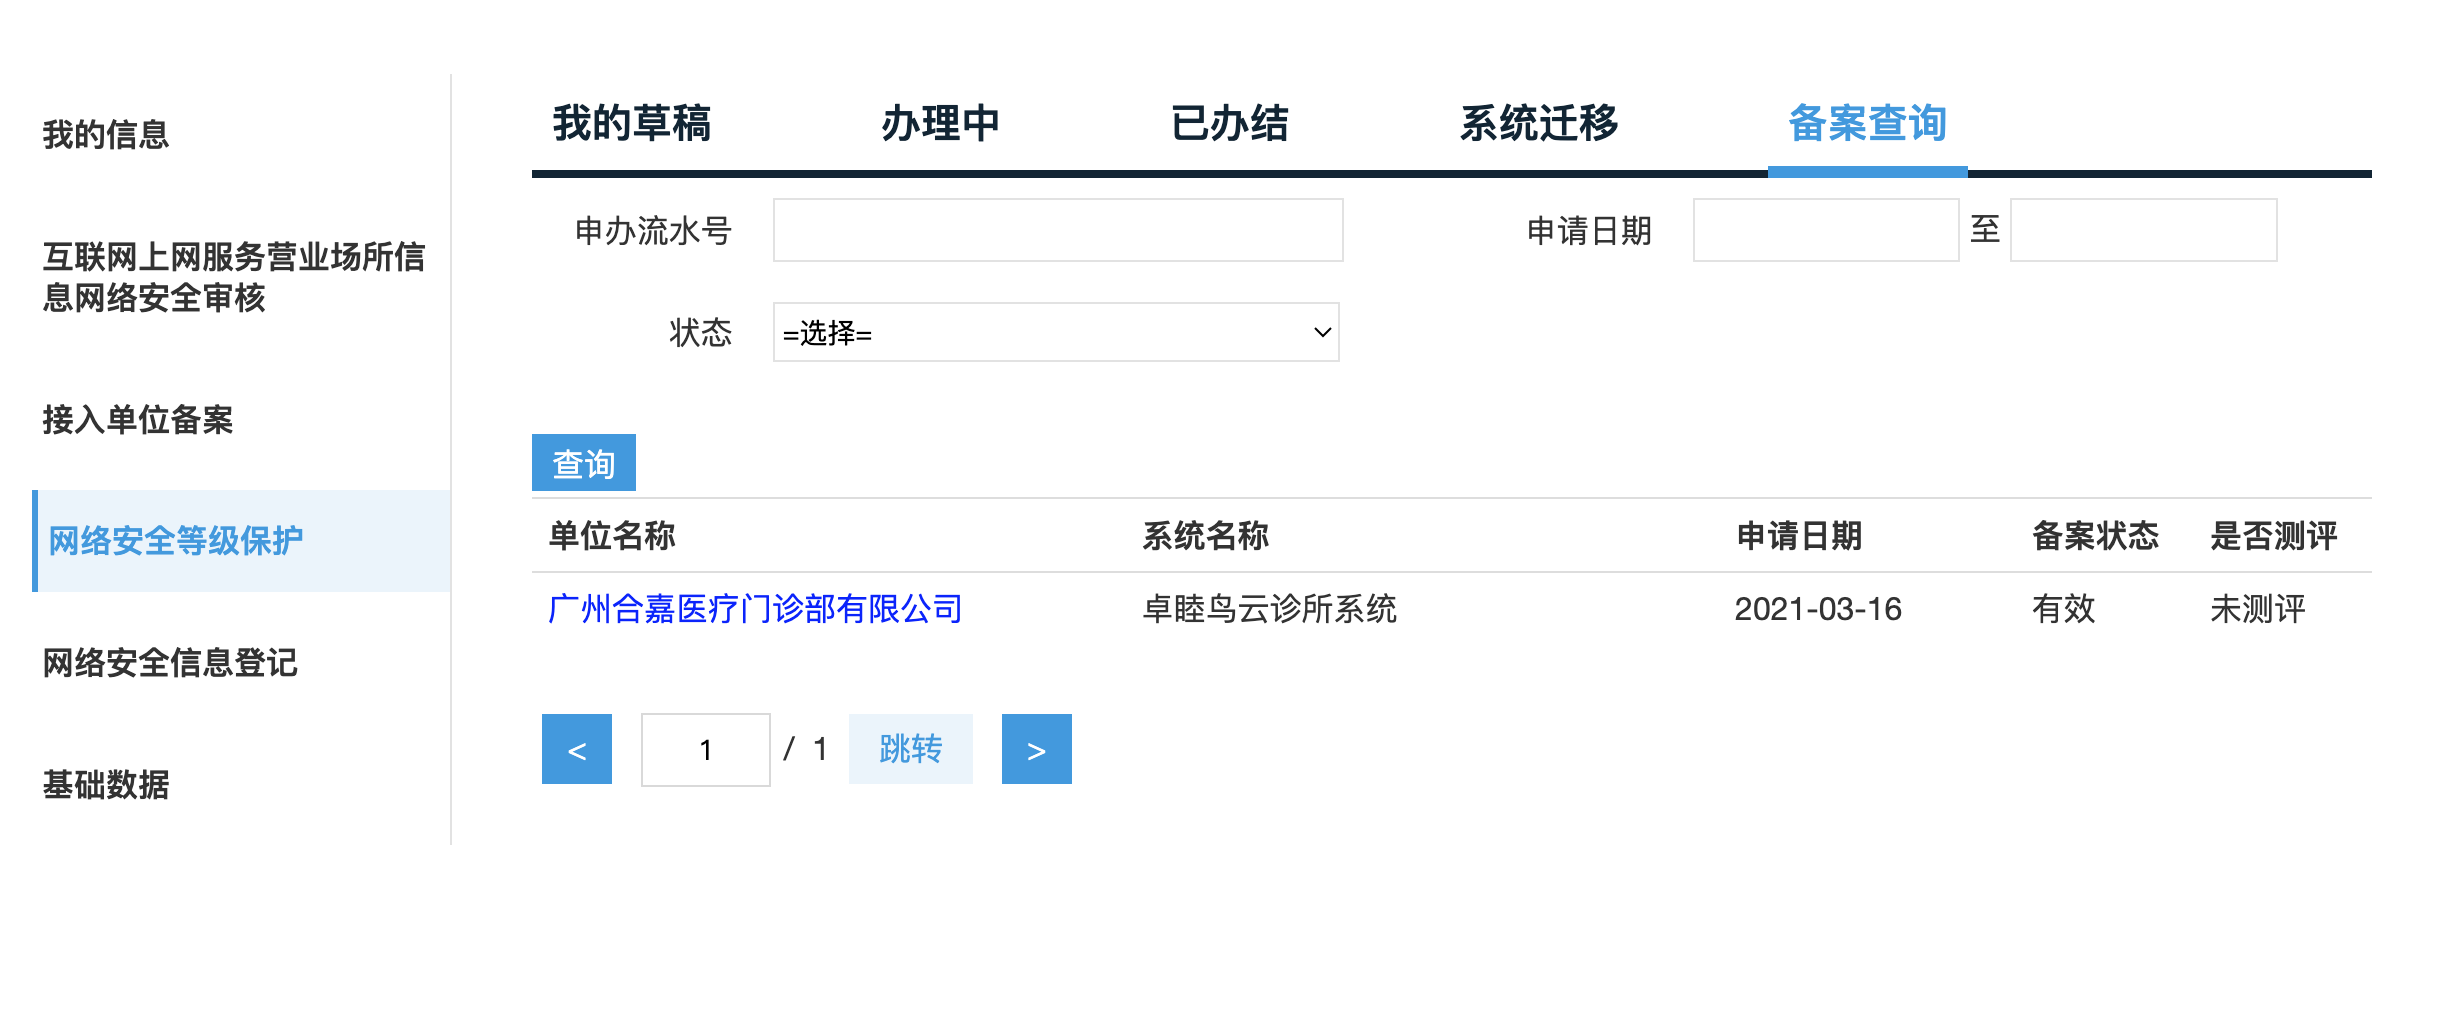 我的信息
互联网上网服务营业场所信
息网络安全审核
接入单位备案
网络安全等级保护
网络安全信息登记
基础数据
我的草稿 办理中 已办结 系统迁移 备案查询
申办流水号 申请日期 至
状态 =选择=
查询
单位名称 系统名称 申请日期 备案状态 是否测评
广州合嘉医疗门诊部有限公司 卓睦鸟云诊所系统 2021-03-16 有效 未测评
< 1 / 1 跳转 >